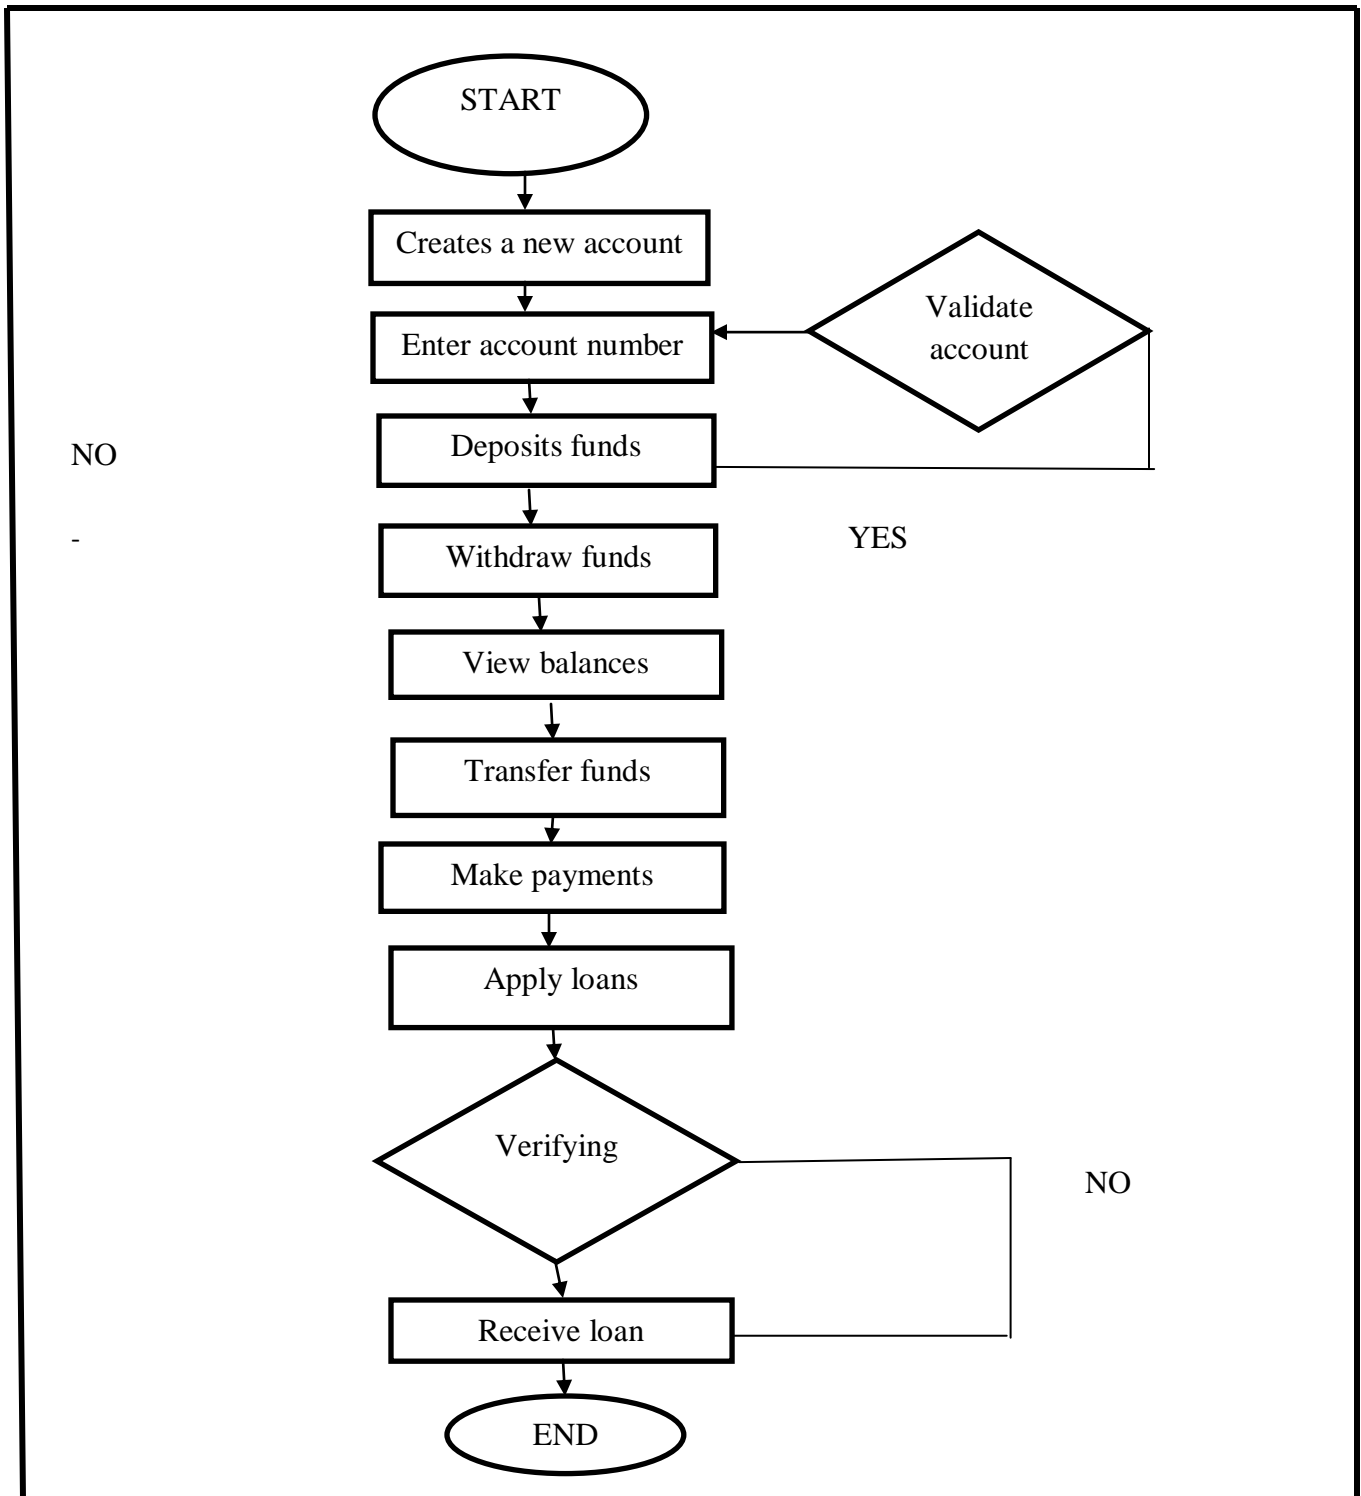 START
Creates a new account
Validate
account
Enter account number
Deposits funds
NO
-
YES
Withdraw funds
View balances
Transfer funds
Make payments
Apply loans
Verifying
NO
Receive loan
END